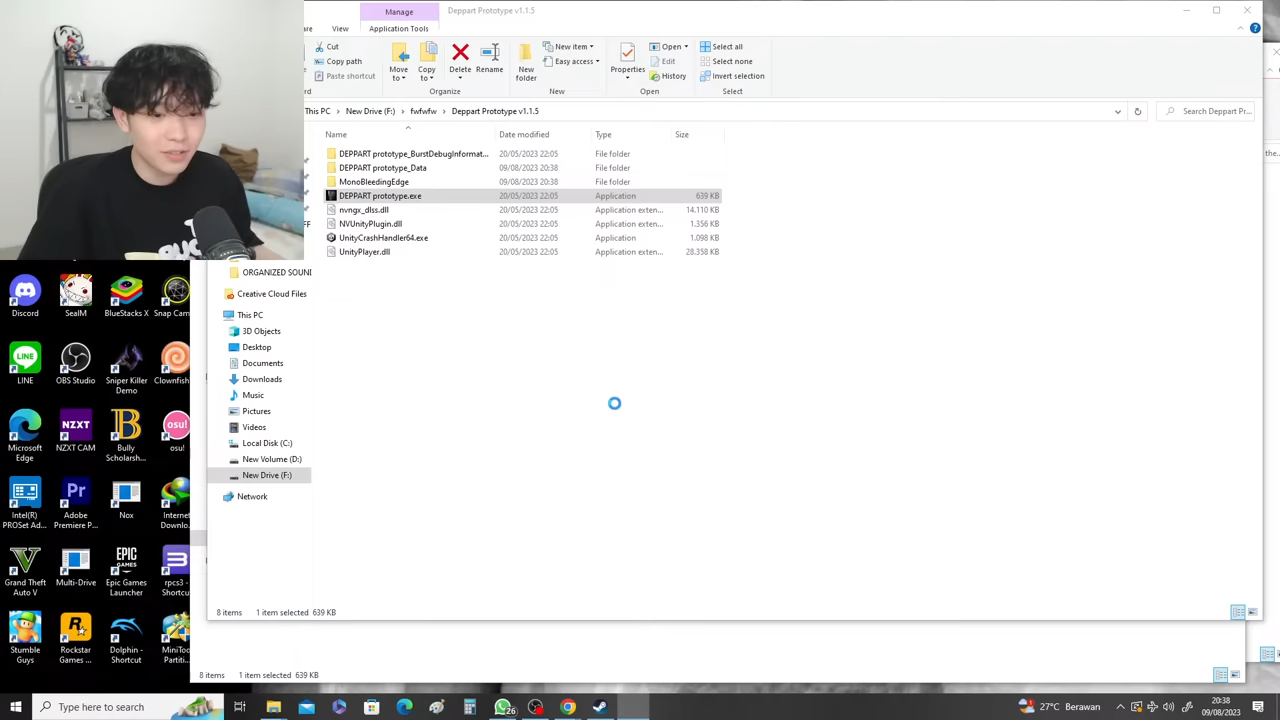 Manage
Deppart Prototype v1.1.5
View
Application Tools
Cut
Copy path
Paste shortcut
Move to
Copy to
Delete
Rename
New folder
New item
Easy access
Properties
Open
Edit
History
Select all
Select none
Invert selection
Organize
New
Open
Select
This PC
New Drive (F:)
fwfwfw
Deppart Prototype v1.1.5
Search Deppart Pr...
Name
Date modified
Type
Size
DEPPART prototype_BurstDebugInformat... 20/05/2023 22:05 File folder
DEPPART prototype_Data 09/08/2023 20:38 File folder
MonoBleedingEdge 09/08/2023 20:38 File folder
DEPPART prototype.exe 20/05/2023 22:05 Application 639 KB
nvngx_dlss.dll 20/05/2023 22:05 Application exten... 14.110 KB
NVUnityPlugin.dll 20/05/2023 22:05 Application exten... 1.356 KB
UnityCrashHandler64.exe 20/05/2023 22:05 Application 1.098 KB
UnityPlayer.dll 20/05/2023 22:05 Application exten... 28.358 KB
ORGANIZED SOUND
Creative Cloud Files
This PC
3D Objects
Desktop
Documents
Downloads
Music
Pictures
Videos
Local Disk (C:)
New Volume (D:)
New Drive (F:)
Network
8 items 1 item selected 639 KB
8 items 1 item selected 639 KB
Discord
SealM
BlueStacks X
Snap Cam
LINE
OBS Studio
Sniper Killer
Demo
Clownfish
Microsoft
Edge
NZXT CAM
Bully
Scholarsh...
osu!
Intel(R)
PROSet Ad...
Adobe
Premiere P...
Nox
Internet
Downlo...
Grand Theft
Auto V
Multi-Drive
Epic Games
Launcher
rpcs3 -
Shortcut
Stumble
Guys
Rockstar
Games ...
Dolphin -
Shortcut
MiniTool
Partiti...
Type here to search
26
27°C Berawan
20:38
09/08/2023